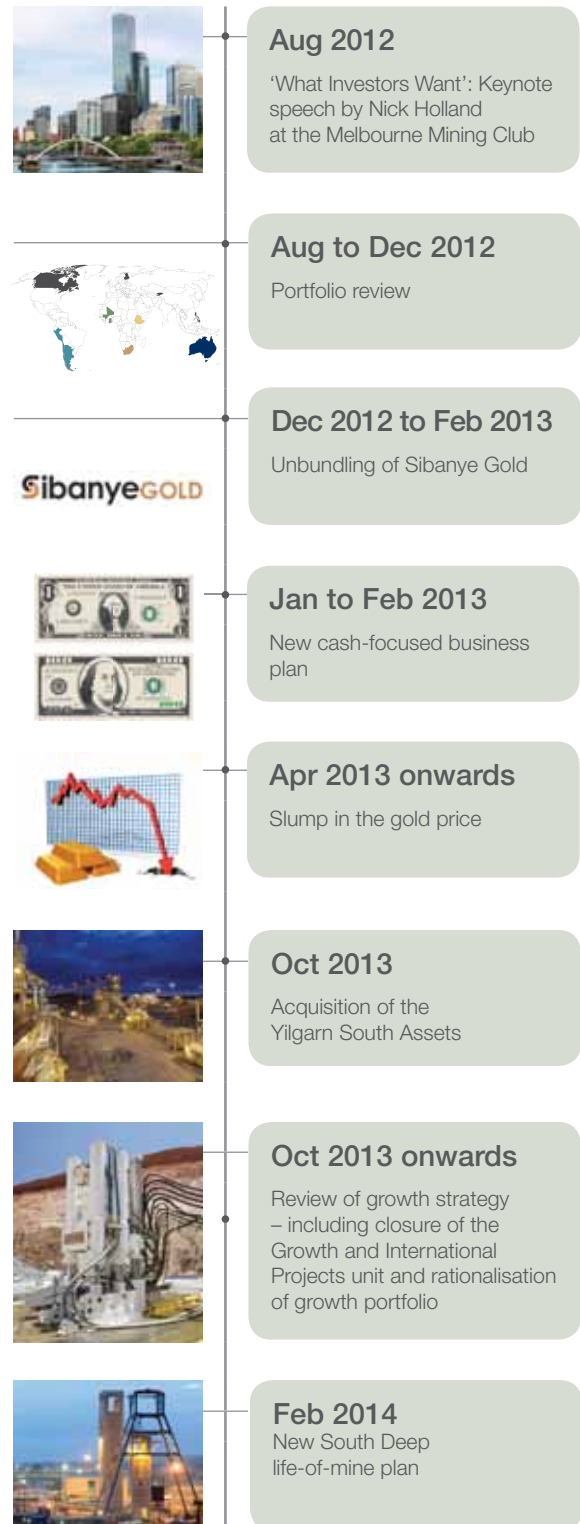 Aug 2012
‘What Investors Want’: Keynote
speech by Nick Holland
at the Melbourne Mining Club
Aug to Dec 2012
Portfolio review
Dec 2012 to Feb 2013
Unbundling of Sibanye Gold
SibanyeGOLD
Jan to Feb 2013
New cash-focused business
plan
Apr 2013 onwards
Slump in the gold price
Oct 2013
Acquisition of the
Yilgarn South Assets
Oct 2013 onwards
Review of growth strategy
– including closure of the
Growth and International
Projects unit and rationalisation
of growth portfolio
Feb 2014
New South Deep
life-of-mine plan